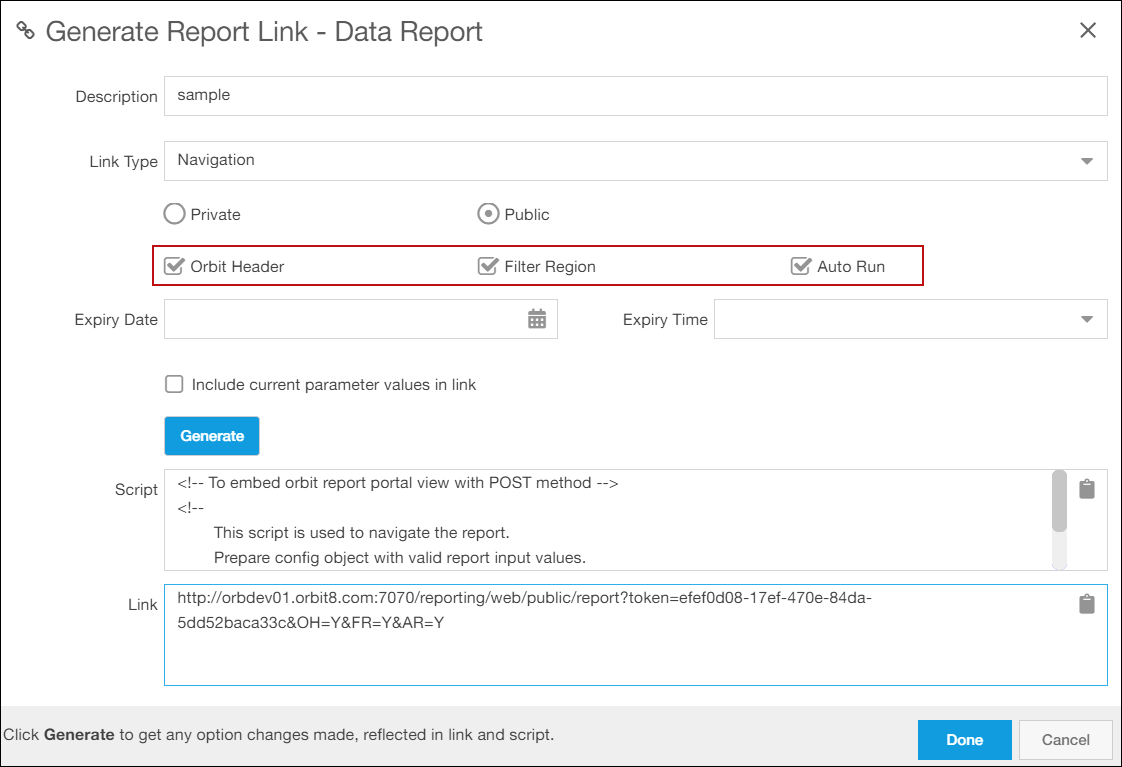 Generate Report Link - Data Report
Description
sample
Link Type
Navigation
Private
Public
Orbit Header
Filter Region
Auto Run
Expiry Date
Expiry Time
Include current parameter values in link
Generate
Script
<!-- To embed orbit report portal view with POST method -->
<!--
This script is used to navigate the report.
Prepare config object with valid report input values.
Link
http://orbdev01.orbit8.com:7070/reporting/web/public/report?token=efef0d08-17ef-470e-84da-
5dd52baca33c&OH=Y&FR=Y&AR=Y
Click Generate to get any option changes made, reflected in link and script.
Done
Cancel